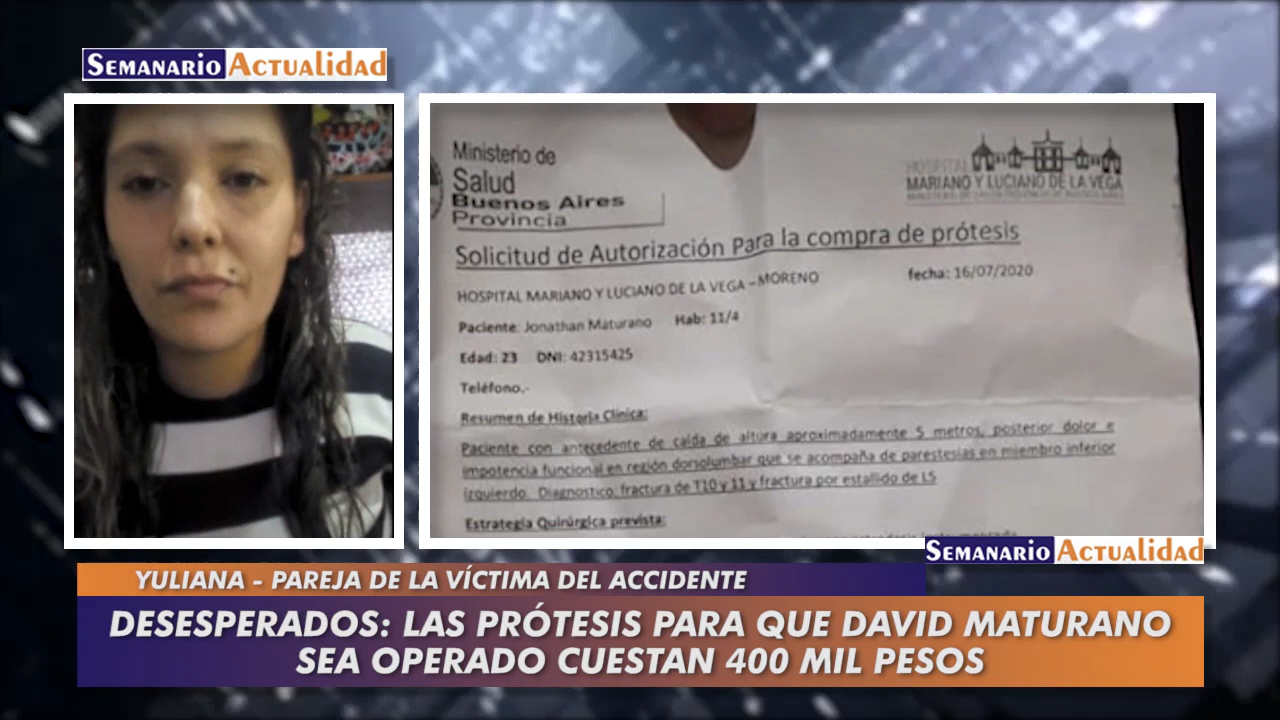 SEMANARIO ACTUALIDAD
Ministerio de
Salud
Buenos Aires
Provincia
HOSPITAL
MARIANO Y LUCIANO DE LA VEGA
Solicitud de Autorización Para la compra de prótesis
HOSPITAL MARIANO Y LUCIANO DE LA VEGA – MORENO fecha: 16/07/2020
Paciente: Jonathan Maturano Hab: 11/4
Edad: 23 DNI: 42315425
Teléfono.-
Resumen de Historia Clínica:
Paciente con antecedente de caída de altura aproximadamente 5 metros, posterior dolor e
impotencia funcional en región dorsolumbar que se acompaña de parestesias en miembro inferior
izquierdo. Diagnostico: fractura de T10 y 11 y fractura por estallido de L5
Estrategia Quirúrgica prevista:
SEMANARIO ACTUALIDAD
YULIANA - PAREJA DE LA VÍCTIMA DEL ACCIDENTE
DESESPERADOS: LAS PRÓTESIS PARA QUE DAVID MATURANO
SEA OPERADO CUESTAN 400 MIL PESOS